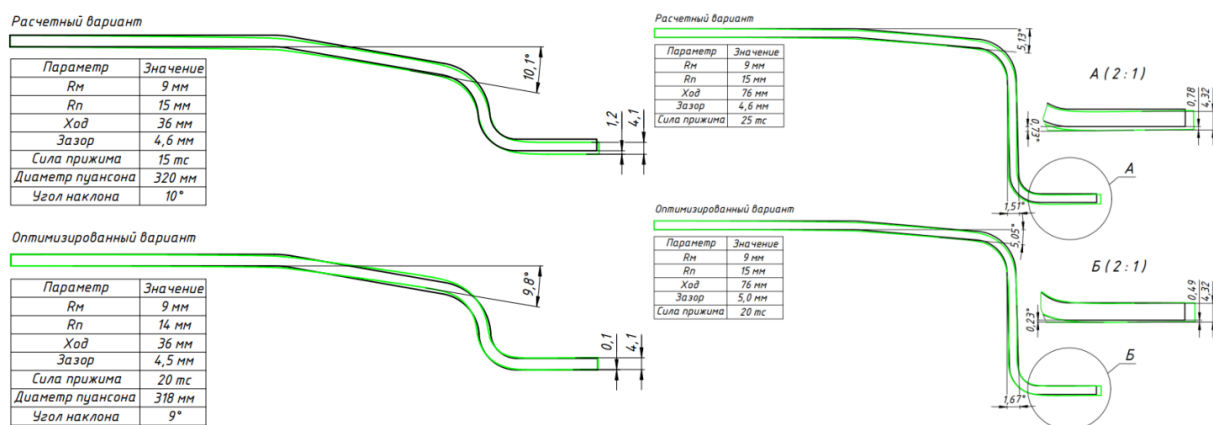 Расчетный вариант
Параметр Значение
Rм 9 мм
Rп 15 мм
Ход 36 мм
Зазор 4,6 мм
Сила прижима 15 тс
Диаметр пуансона 320 мм
Угол наклона 10°
10,1°
1,2
4,1
Оптимизированный вариант
Параметр Значение
Rм 9 мм
Rп 14 мм
Ход 36 мм
Зазор 4,5 мм
Сила прижима 20 тс
Диаметр пуансона 318 мм
Угол наклона 9°
9,8°
0,1
4,1
Расчетный вариант
Параметр Значение
Rм 9 мм
Rп 15 мм
Ход 76 мм
Зазор 4,6 мм
Сила прижима 25 тс
5,13°
А (2:1)
0,78
4,32
0,73°
А
1,51°
Оптимизированный вариант
Параметр Значение
Rм 9 мм
Rп 15 мм
Ход 76 мм
Зазор 5,0 мм
Сила прижима 20 тс
5,05°
Б (2:1)
0,49
4,32
0,23°
Б
1,67°